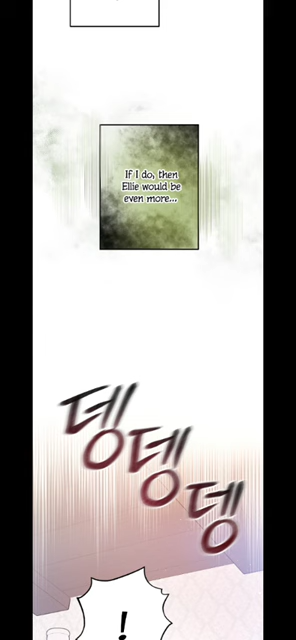 If I do, then
Ellie would be
even more...
뎅
뎅
뎅
!